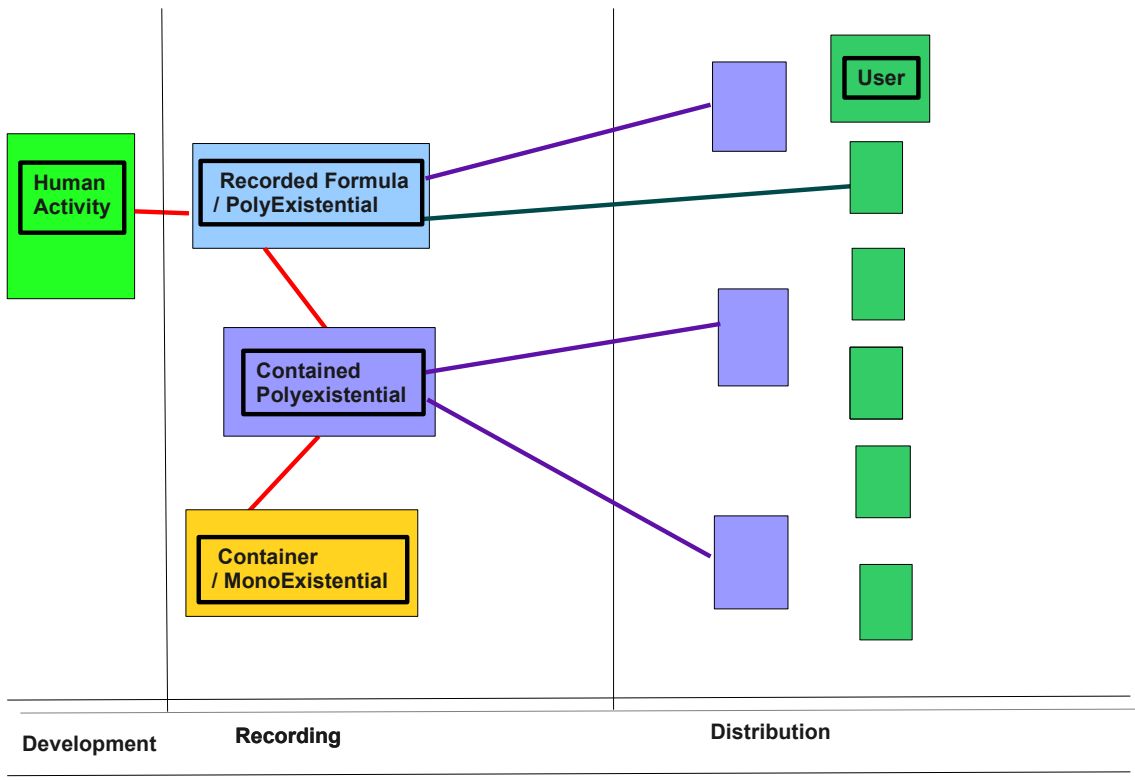 User
Human
Activity
Recorded Formula
/ PolyExistential
Contained
Polyexistential
Container
/ MonoExistential
Development
Recording
Distribution